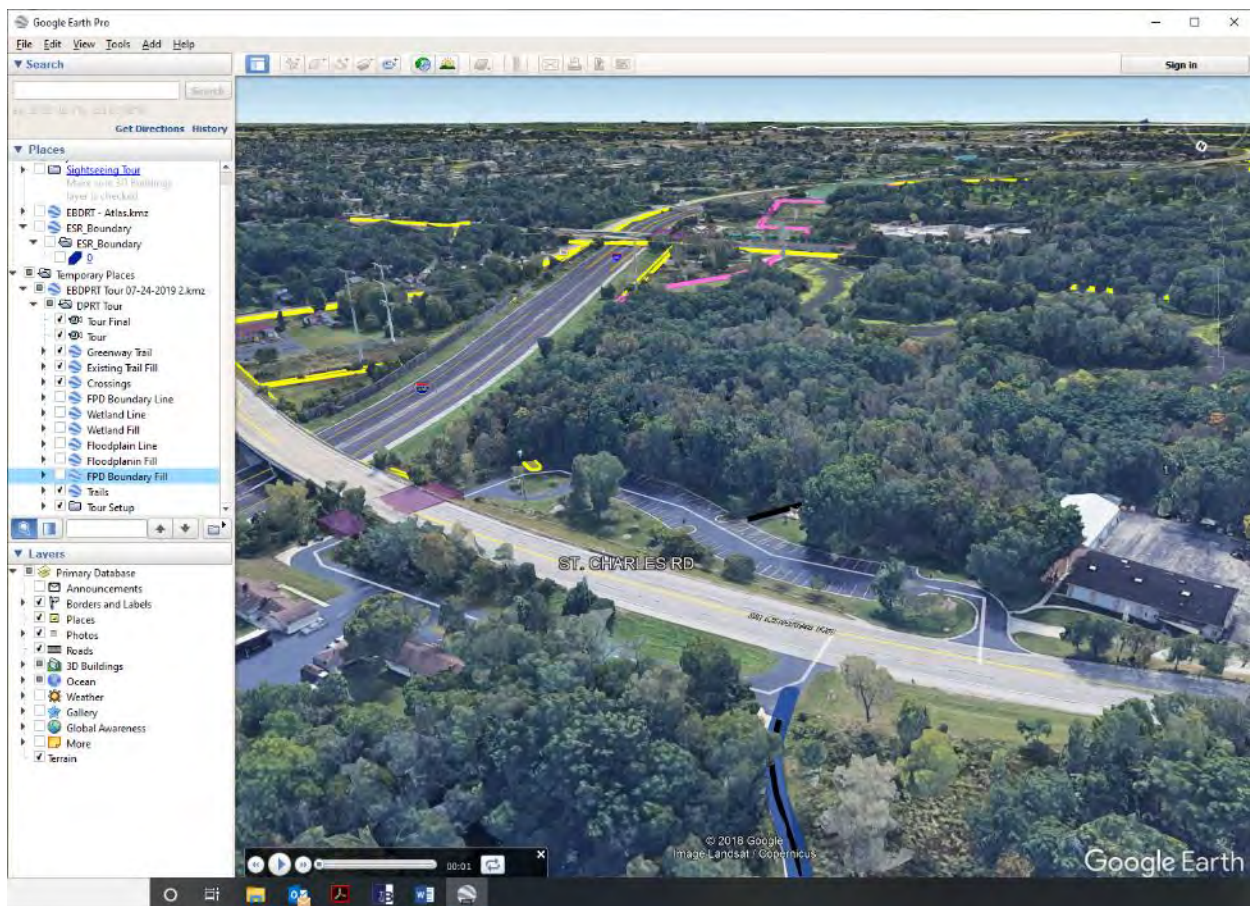 Google Earth Pro
File Edit View Tools Add Help
Search
Sign in
Search
Get Directions History
Places
Sightseeing Tour
Make sure 3D Buildings
layer is checked
EBDRT - Atlas.kmz
ESR_Boundary
ESR_Boundary
0
Temporary Places
EBDPRT Tour 07-24-2019 2.kmz
DPRT Tour
Tour Final
Tour
Greenway Trail
Existing Trail Fill
Crossings
FPD Boundary Line
Wetland Line
Wetland Fill
Floodplain Line
Floodplanin Fill
FPD Boundary Fill
Trails
Tour Setup
Layers
Primary Database
Announcements
Borders and Labels
Places
Photos
Roads
3D Buildings
Ocean
Weather
Gallery
Global Awareness
More
Terrain
ST. CHARLES RD
00:01
© 2018 Google
Image Landsat / Copernicus
Google Earth